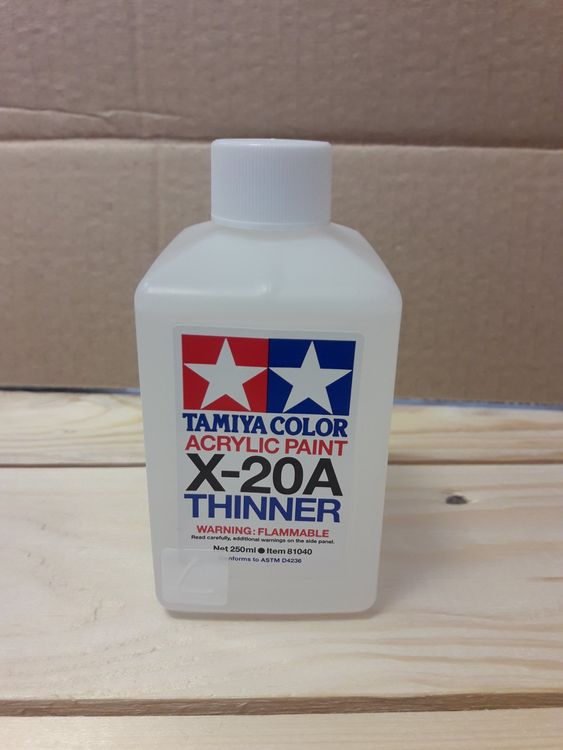 TAMIYA COLOR
ACRYLIC PAINT
X-20A
THINNER
WARNING: FLAMMABLE
Read carefully, additional warnings on the side panel.
Net 250ml ● Item 81040
Conforms to ASTM D4236